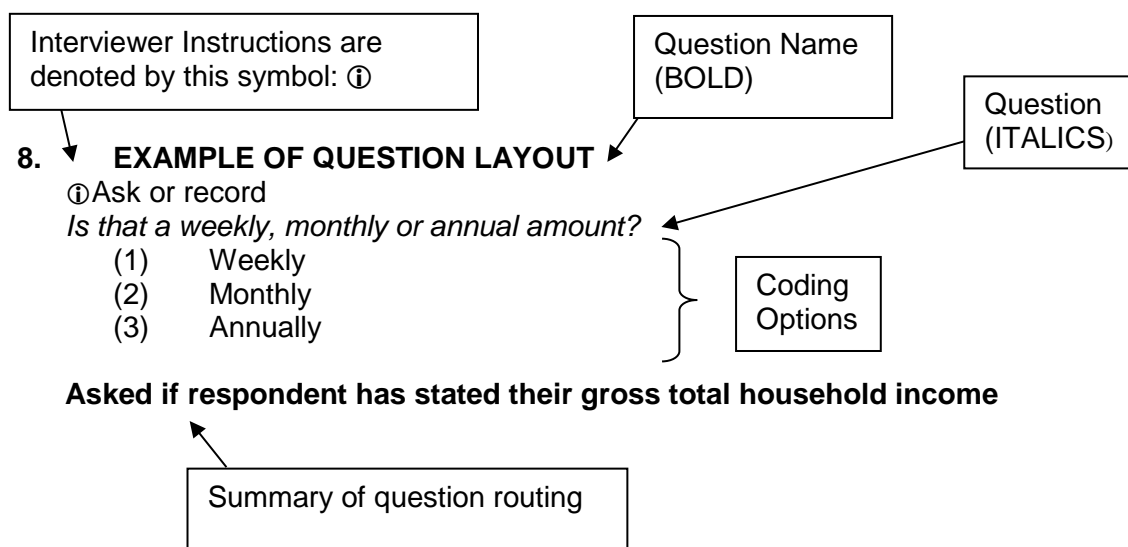 Interviewer Instructions are
denoted by this symbol: ⓘ
Question Name
(BOLD)
Question
(ITALICS)
8. EXAMPLE OF QUESTION LAYOUT
ⓘAsk or record
Is that a weekly, monthly or annual amount?
(1) Weekly
(2) Monthly
(3) Annually
Coding
Options
Asked if respondent has stated their gross total household income
Summary of question routing